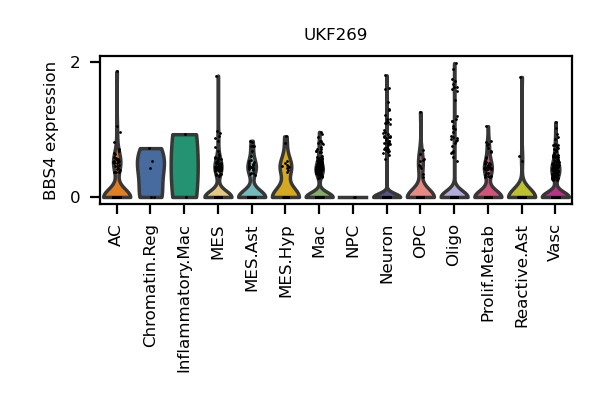 UKF269
BBS4 expression
2
0
AC
Chromatin.Reg
Inflammatory.Mac
MES
MES.Ast
MES.Hyp
Mac
NPC
Neuron
OPC
Oligo
Prolif.Metab
Reactive.Ast
Vasc